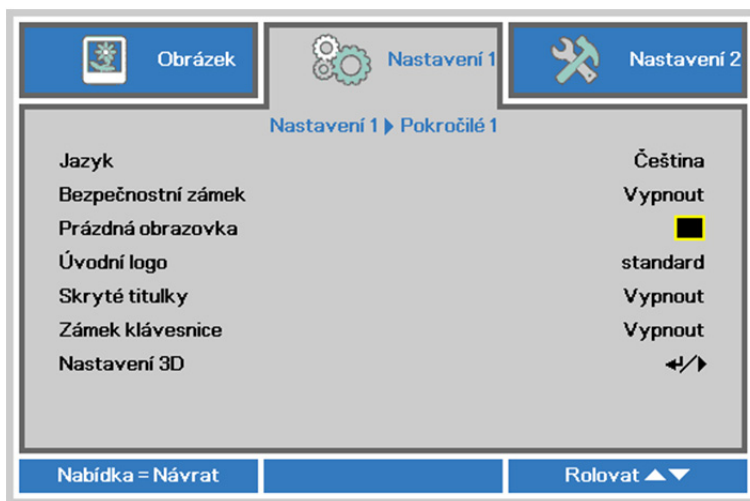 Obrázek Nastavení 1 Nastavení 2
Nastavení 1 ▶ Pokročilé 1
Jazyk Čeština
Bezpečnostní zámek Vypnout
Prázdná obrazovka
Úvodní logo standard
Skryté titulky Vypnout
Zámek klávesnice Vypnout
Nastavení 3D ↵/▶
Nabídka = Návrat Rolovat ▲▼